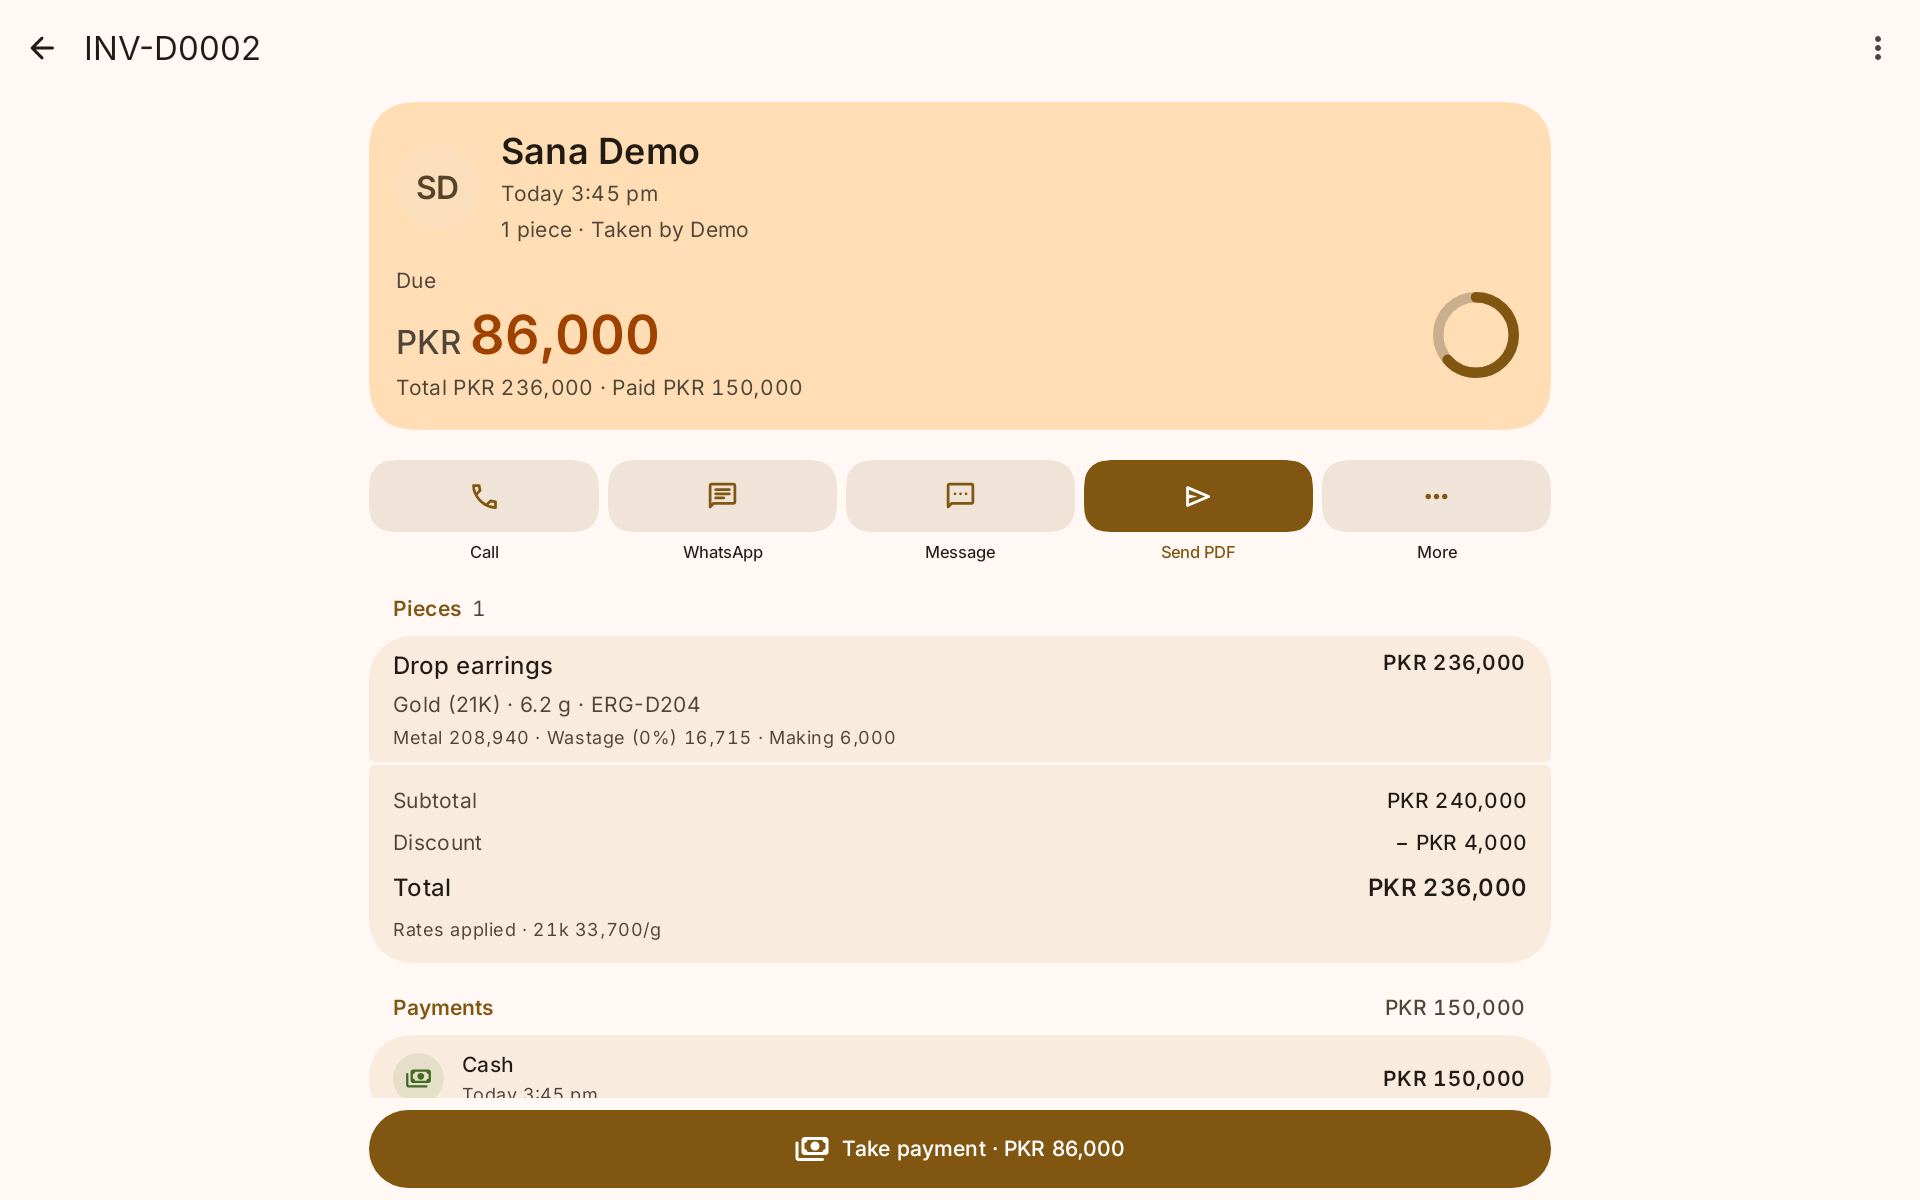 INV-D0002
SD
Sana Demo
Today 3:45 pm
1 piece · Taken by Demo
Due
PKR 86,000
Total PKR 236,000 · Paid PKR 150,000
Call
WhatsApp
Message
Send PDF
More
Pieces 1
Drop earrings PKR 236,000
Gold (21K) · 6.2 g · ERG-D204
Metal 208,940 · Wastage (0%) 16,715 · Making 6,000
Subtotal PKR 240,000
Discount – PKR 4,000
Total PKR 236,000
Rates applied · 21k 33,700/g
Payments PKR 150,000
Cash PKR 150,000
Today 3:45 pm
Take payment · PKR 86,000